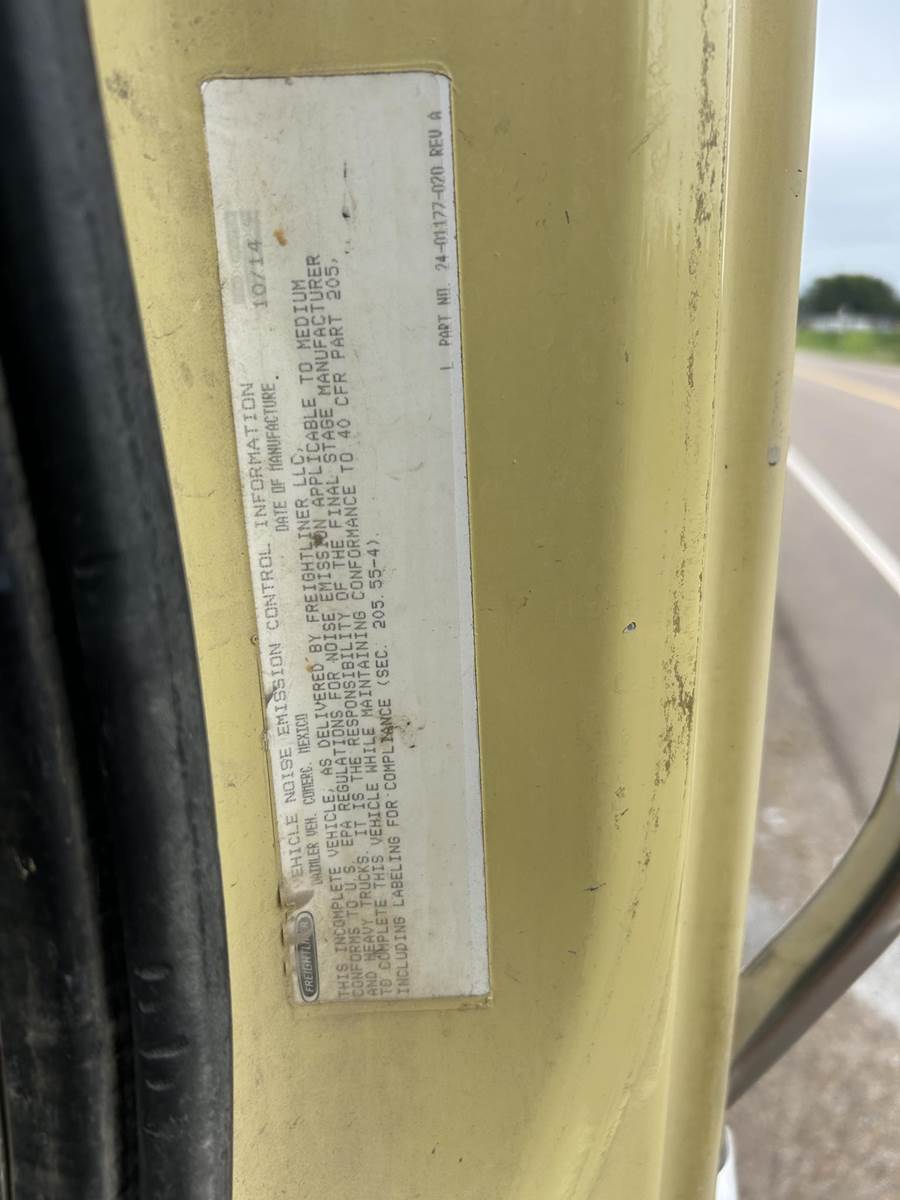 VEHICLE NOISE EMISSION CONTROL INFORMATION
DAIMLER VEH. COMERC. MEXICO DATE OF MANUFACTURE. 10/14
THIS INCOMPLETE VEHICLE, AS DELIVERED BY FREIGHTLINER LLC,
CONFORMS TO U.S. EPA REGULATIONS FOR NOISE EMISSION APPLICABLE TO MEDIUM
AND HEAVY TRUCKS. IT IS THE RESPONSIBILITY OF THE FINAL STAGE MANUFACTURER
TO COMPLETE THIS VEHICLE WHILE MAINTAINING CONFORMANCE TO 40 CFR PART 205,
INCLUDING LABELING FOR COMPLIANCE (SEC. 205.55-4).
L PART NO. 24-01177-020 REV A